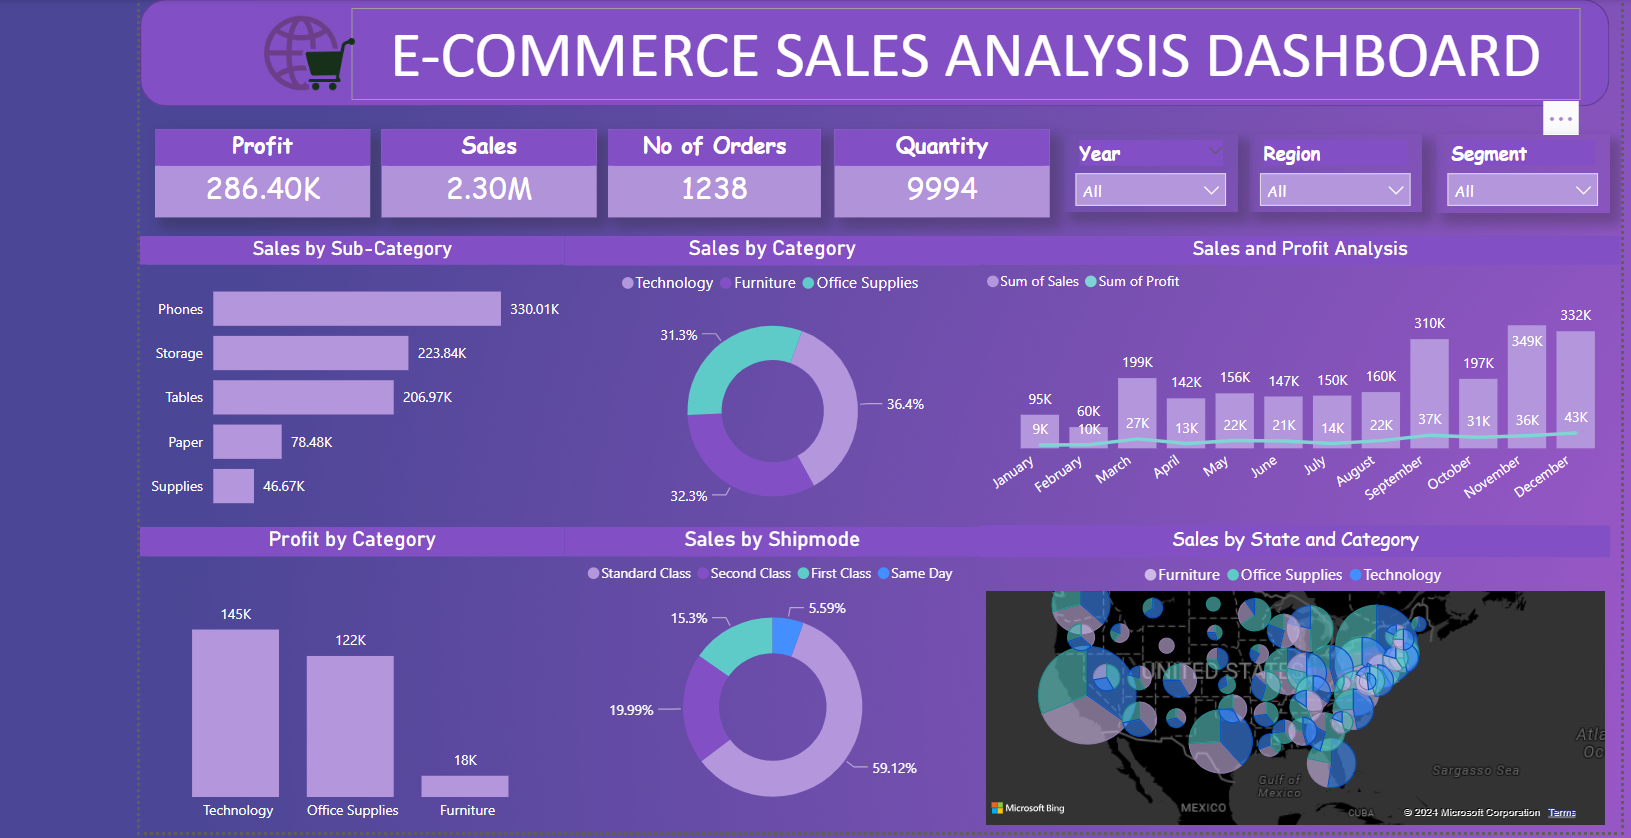 E-COMMERCE SALES ANALYSIS DASHBOARD
Profit
286.40K
Sales
2.30M
No of Orders
1238
Quantity
9994
Year
All
Region
All
Segment
All
Sales by Sub-Category
Phones 330.01K
Storage 223.84K
Tables 206.97K
Paper 78.48K
Supplies 46.67K
Sales by Category
Technology Furniture Office Supplies
31.3%
36.4%
32.3%
Sales and Profit Analysis
Sum of Sales Sum of Profit
95K 60K 199K 142K 156K 147K 150K 160K 310K 197K 349K 332K
9K 10K 27K 13K 22K 21K 14K 22K 37K 31K 36K 43K
January February March April May June July August September October November December
Profit by Category
145K
122K
18K
Technology Office Supplies Furniture
Sales by Shipmode
Standard Class Second Class First Class Same Day
5.59%
15.3%
19.99%
59.12%
Sales by State and Category
Furniture Office Supplies Technology
UNITED STATES
Gulf of
Mexico
MEXICO
CUBA
Sargasso Sea
Atla
Oc
Microsoft Bing
© 2024 Microsoft Corporation Terms